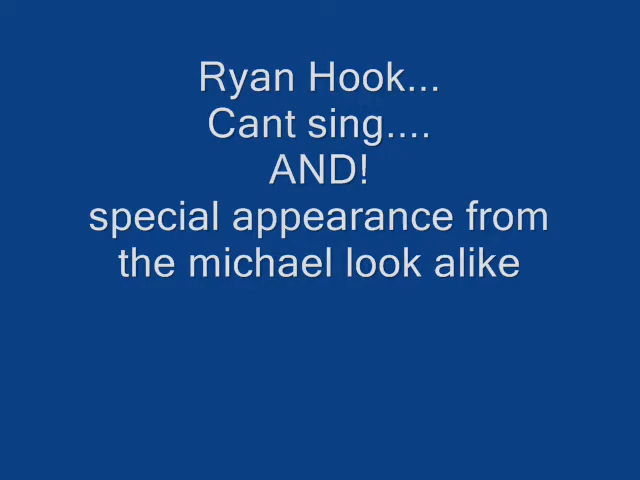 Ryan Hook...
Cant sing....
AND!
special appearance from
the michael look alike